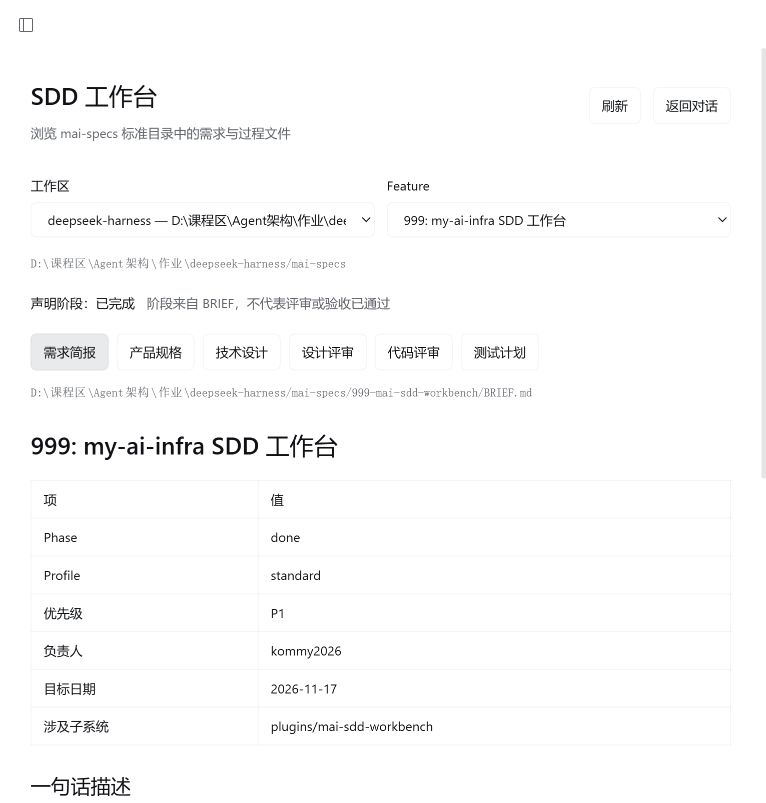 SDD 工作台
刷新
返回对话
浏览 mai-specs 标准目录中的需求与过程文件
工作区
Feature
deepseek-harness — D:\课程区\Agent架构\作业\dee
999: my-ai-infra SDD 工作台
D:\课程区\Agent架构\作业\deepseek-harness/mai-specs
声明阶段：已完成 阶段来自 BRIEF，不代表评审或验收已通过
需求简报 产品规格 技术设计 设计评审 代码评审 测试计划
D:\课程区\Agent架构\作业\deepseek-harness/mai-specs/999-mai-sdd-workbench/BRIEF.md
999: my-ai-infra SDD 工作台
项 值
Phase done
Profile standard
优先级 P1
负责人 kommy2026
目标日期 2026-11-17
涉及子系统 plugins/mai-sdd-workbench
一句话描述